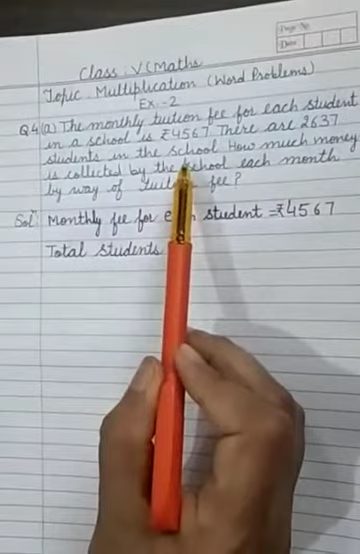 Page No.
Date
Class V (Maths
Topic Multiplication (Word Problems)
Ex-2
Q4 (a) The monthly tution fee for each student
in a school is ₹4567. There are 2637
students in the school How much money
is collected by the school each month
by way of fee?
Sol" Monthly fee for student = ₹4567
Total students